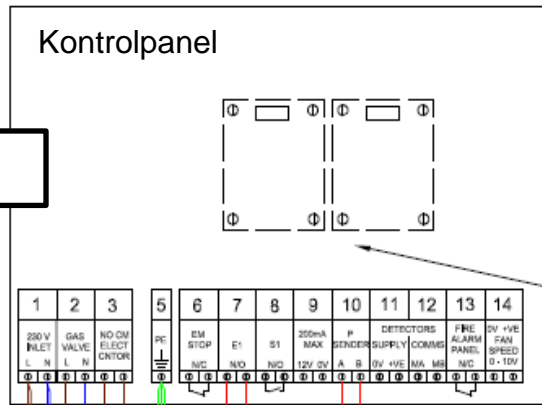 Kontrolpanel
1 2 3 5 6 7 8 9 10 11 12 13 14
230 V INLET L N
GAS VALVE L N
NO CM ELECT CNTOR
PE
EM STOP N/C
E1 N/O
S1 N/O
200mA MAX 12V 0V
P SENDER A B
DETECTORS
SUPPLY 0V +VE
COMMS MA MB
FIRE ALARM PANEL N/C
0V +VE FAN SPEED 0 - 10V